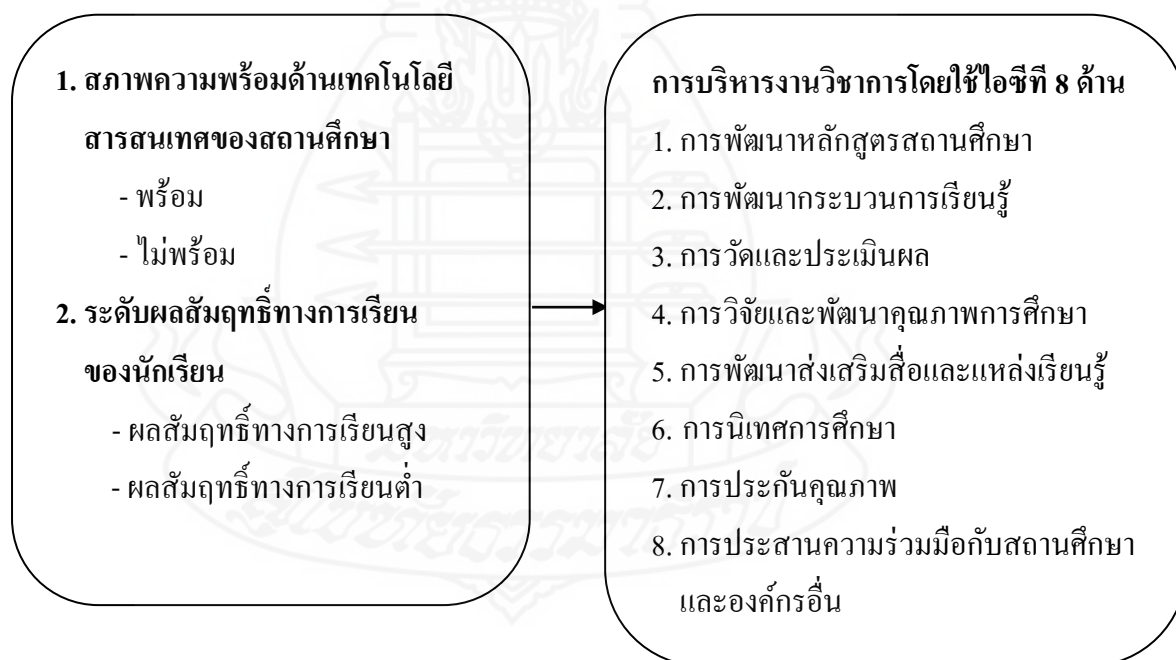 1. สภาพความพร้อมด้านเทคโนโลยี
สารสนเทศของสถานศึกษา
- พร้อม
- ไม่พร้อม
2. ระดับผลสัมฤทธิ์ทางการเรียน
ของนักเรียน
- ผลสัมฤทธิ์ทางการเรียนสูง
- ผลสัมฤทธิ์ทางการเรียนต่ำ
การบริหารงานวิชาการโดยใช้ไอซีที 8 ด้าน
1. การพัฒนาหลักสูตรสถานศึกษา
2. การพัฒนากระบวนการเรียนรู้
3. การวัดและประเมินผล
4. การวิจัยและพัฒนาคุณภาพการศึกษา
5. การพัฒนาส่งเสริมสื่อและแหล่งเรียนรู้
6. การนิเทศการศึกษา
7. การประกันคุณภาพ
8. การประสานความร่วมมือกับสถานศึกษา
และองค์กรอื่น